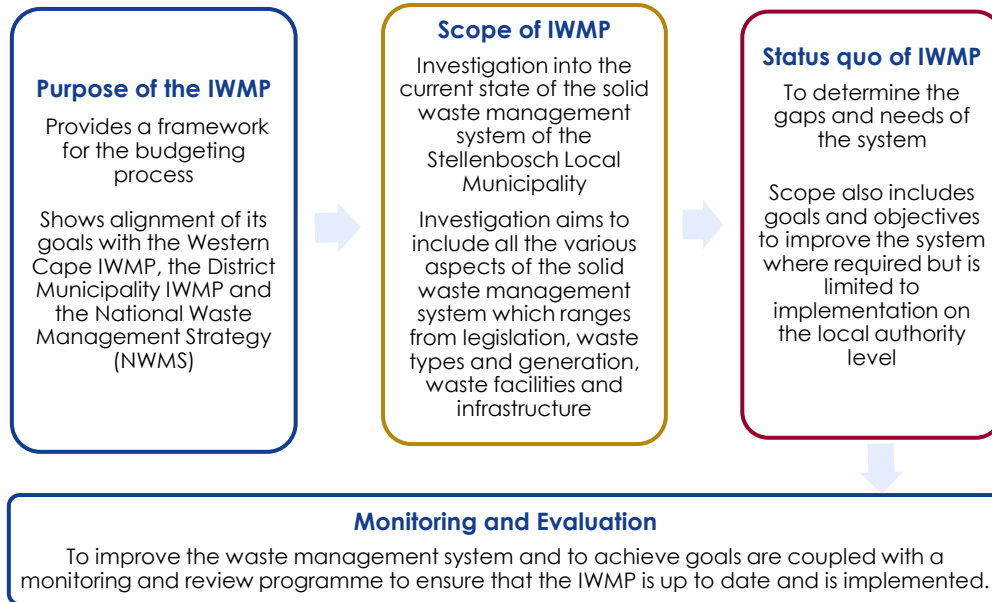 Purpose of the IWMP
Provides a framework
for the budgeting
process
Shows alignment of its
goals with the Western
Cape IWMP, the District
Municipality IWMP and
the National Waste
Management Strategy
(NWMS)
Scope of IWMP
Investigation into the
current state of the solid
waste management
system of the
Stellenbosch Local
Municipality
Investigation aims to
include all the various
aspects of the solid
waste management
system which ranges
from legislation, waste
types and generation,
waste facilities and
infrastructure
Status quo of IWMP
To determine the
gaps and needs of
the system
Scope also includes
goals and objectives
to improve the system
where required but is
limited to
implementation on
the local authority
level
Monitoring and Evaluation
To improve the waste management system and to achieve goals are coupled with a
monitoring and review programme to ensure that the IWMP is up to date and is implemented.